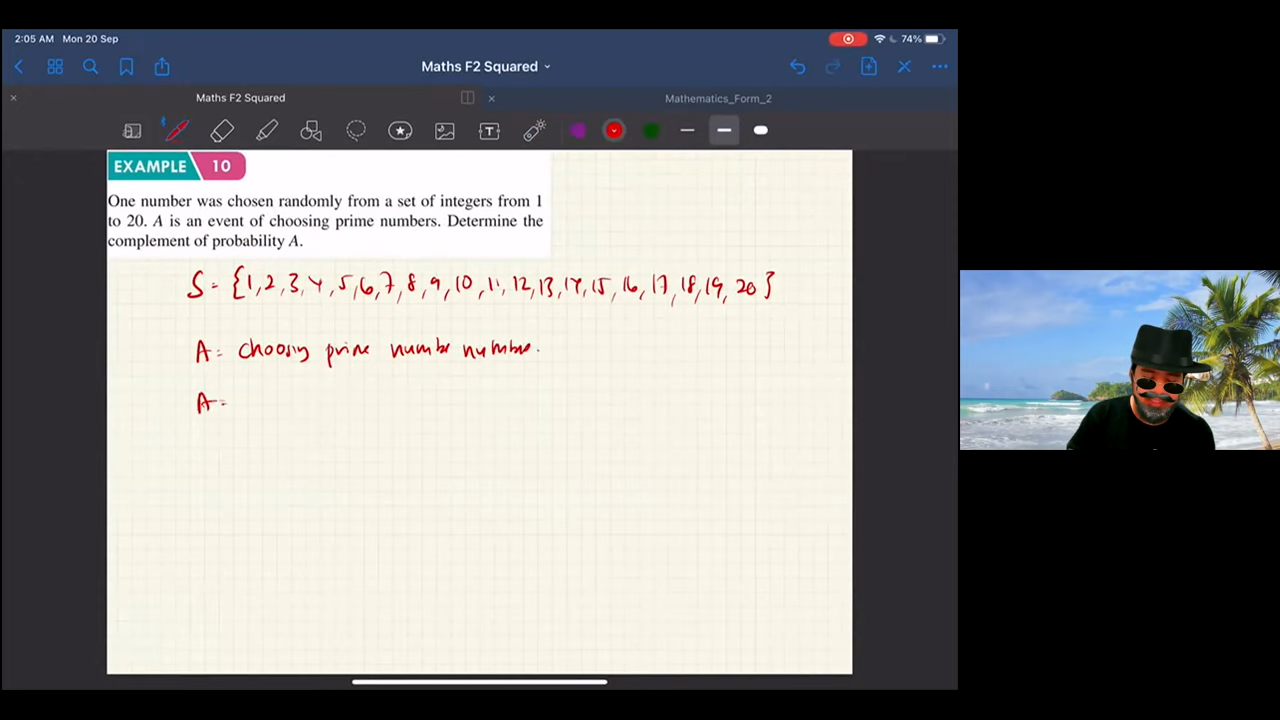 2:05 AM Mon 20 Sep 74%
Maths F2 Squared
Maths F2 Squared Mathematics_Form_2
EXAMPLE 10
One number was chosen randomly from a set of integers from 1
to 20. A is an event of choosing prime numbers. Determine the
complement of probability A.
S = {1, 2, 3, 4, 5, 6, 7, 8, 9, 10, 11, 12, 13, 14, 15, 16, 17, 18, 19, 20}
A = choosing prime numbe numbre.
A =